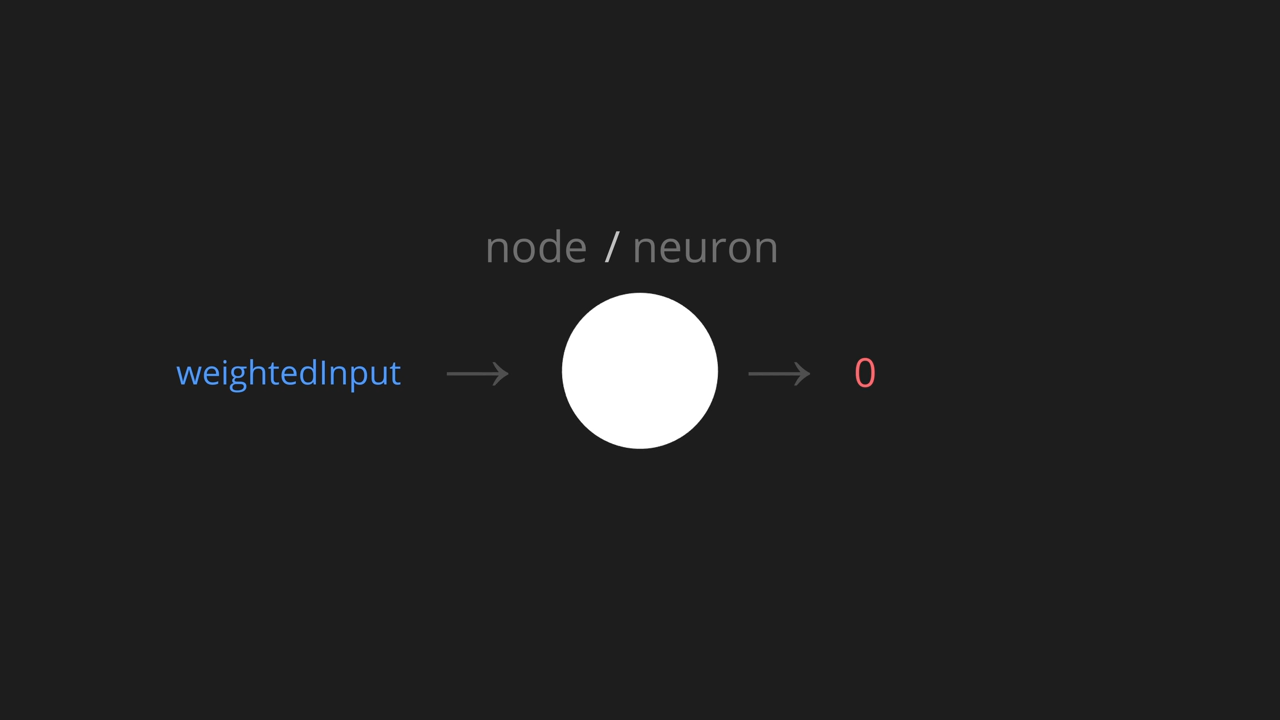 node / neuron
weightedInput → → 0